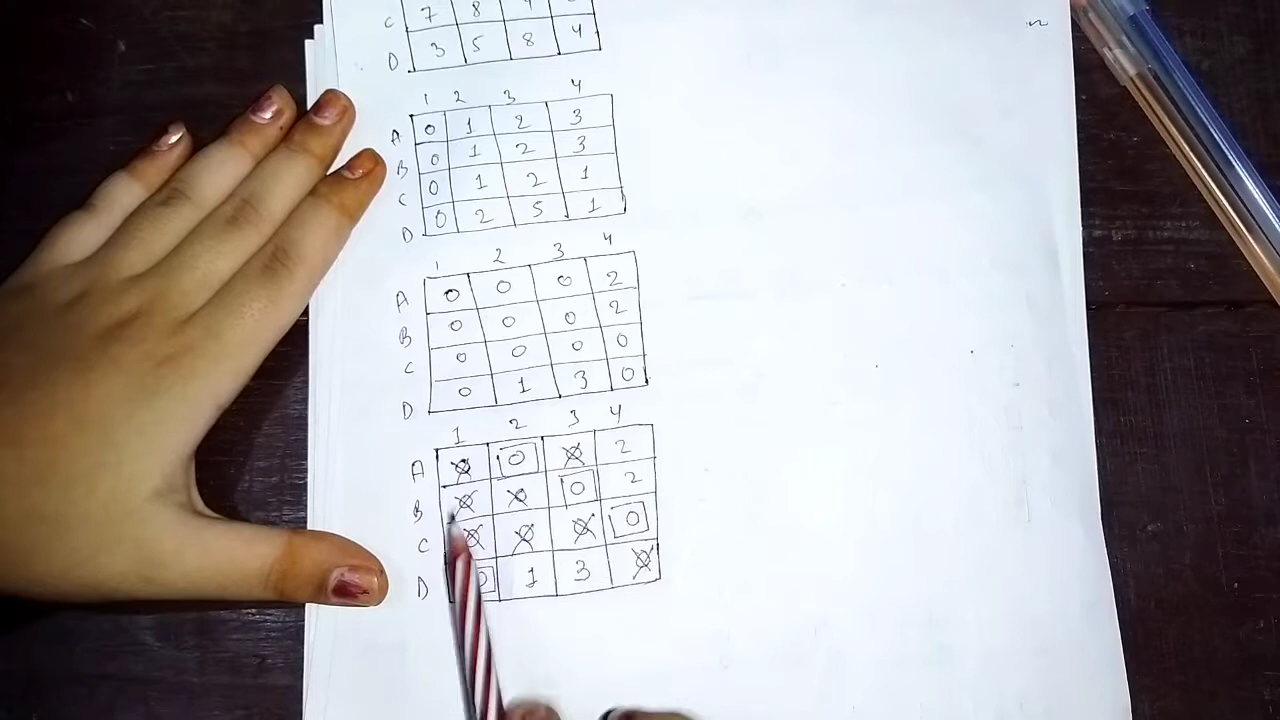 C 7 8
D 3 5 8 4
1 2 3 4
A 0 1 2 3
B 0 1 2 3
C 0 1 2 1
D 0 2 5 1
1 2 3 4
A 0 0 0 2
B 0 0 0 2
C 0 0 0 0
D 0 1 3 0
1 2 3 4
A 0 0 0 2
B 0 0 0 2
C 0 0 0 0
D 0 1 3 0